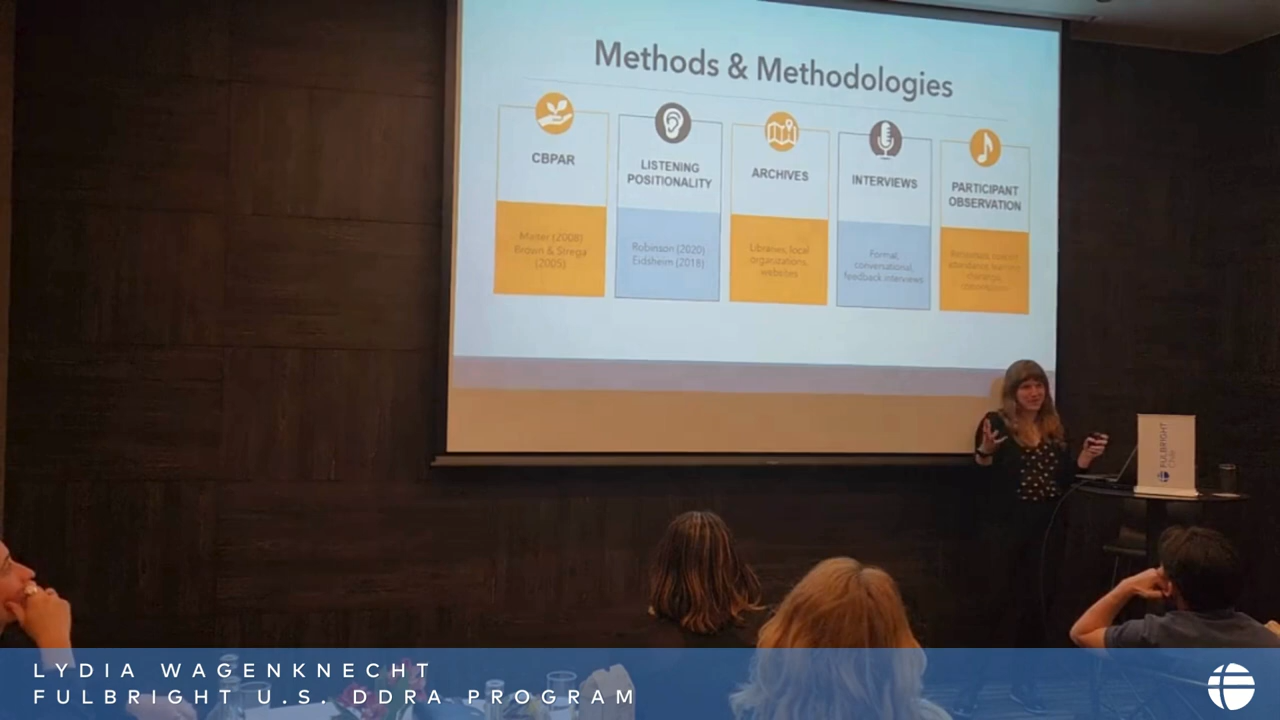 Methods & Methodologies
CBPAR
Brown & Strega
(2005)
LISTENING
POSITIONALITY
Robinson (2020)
Eidsheim (2018)
ARCHIVES
Libraries, local
organizations,
websites
INTERVIEWS
Formal,
conversational,
feedback interviews
PARTICIPANT
OBSERVATION
FULBRIGHT
LYDIA WAGENKNECHT
FULBRIGHT U.S. DDRA PROGRAM